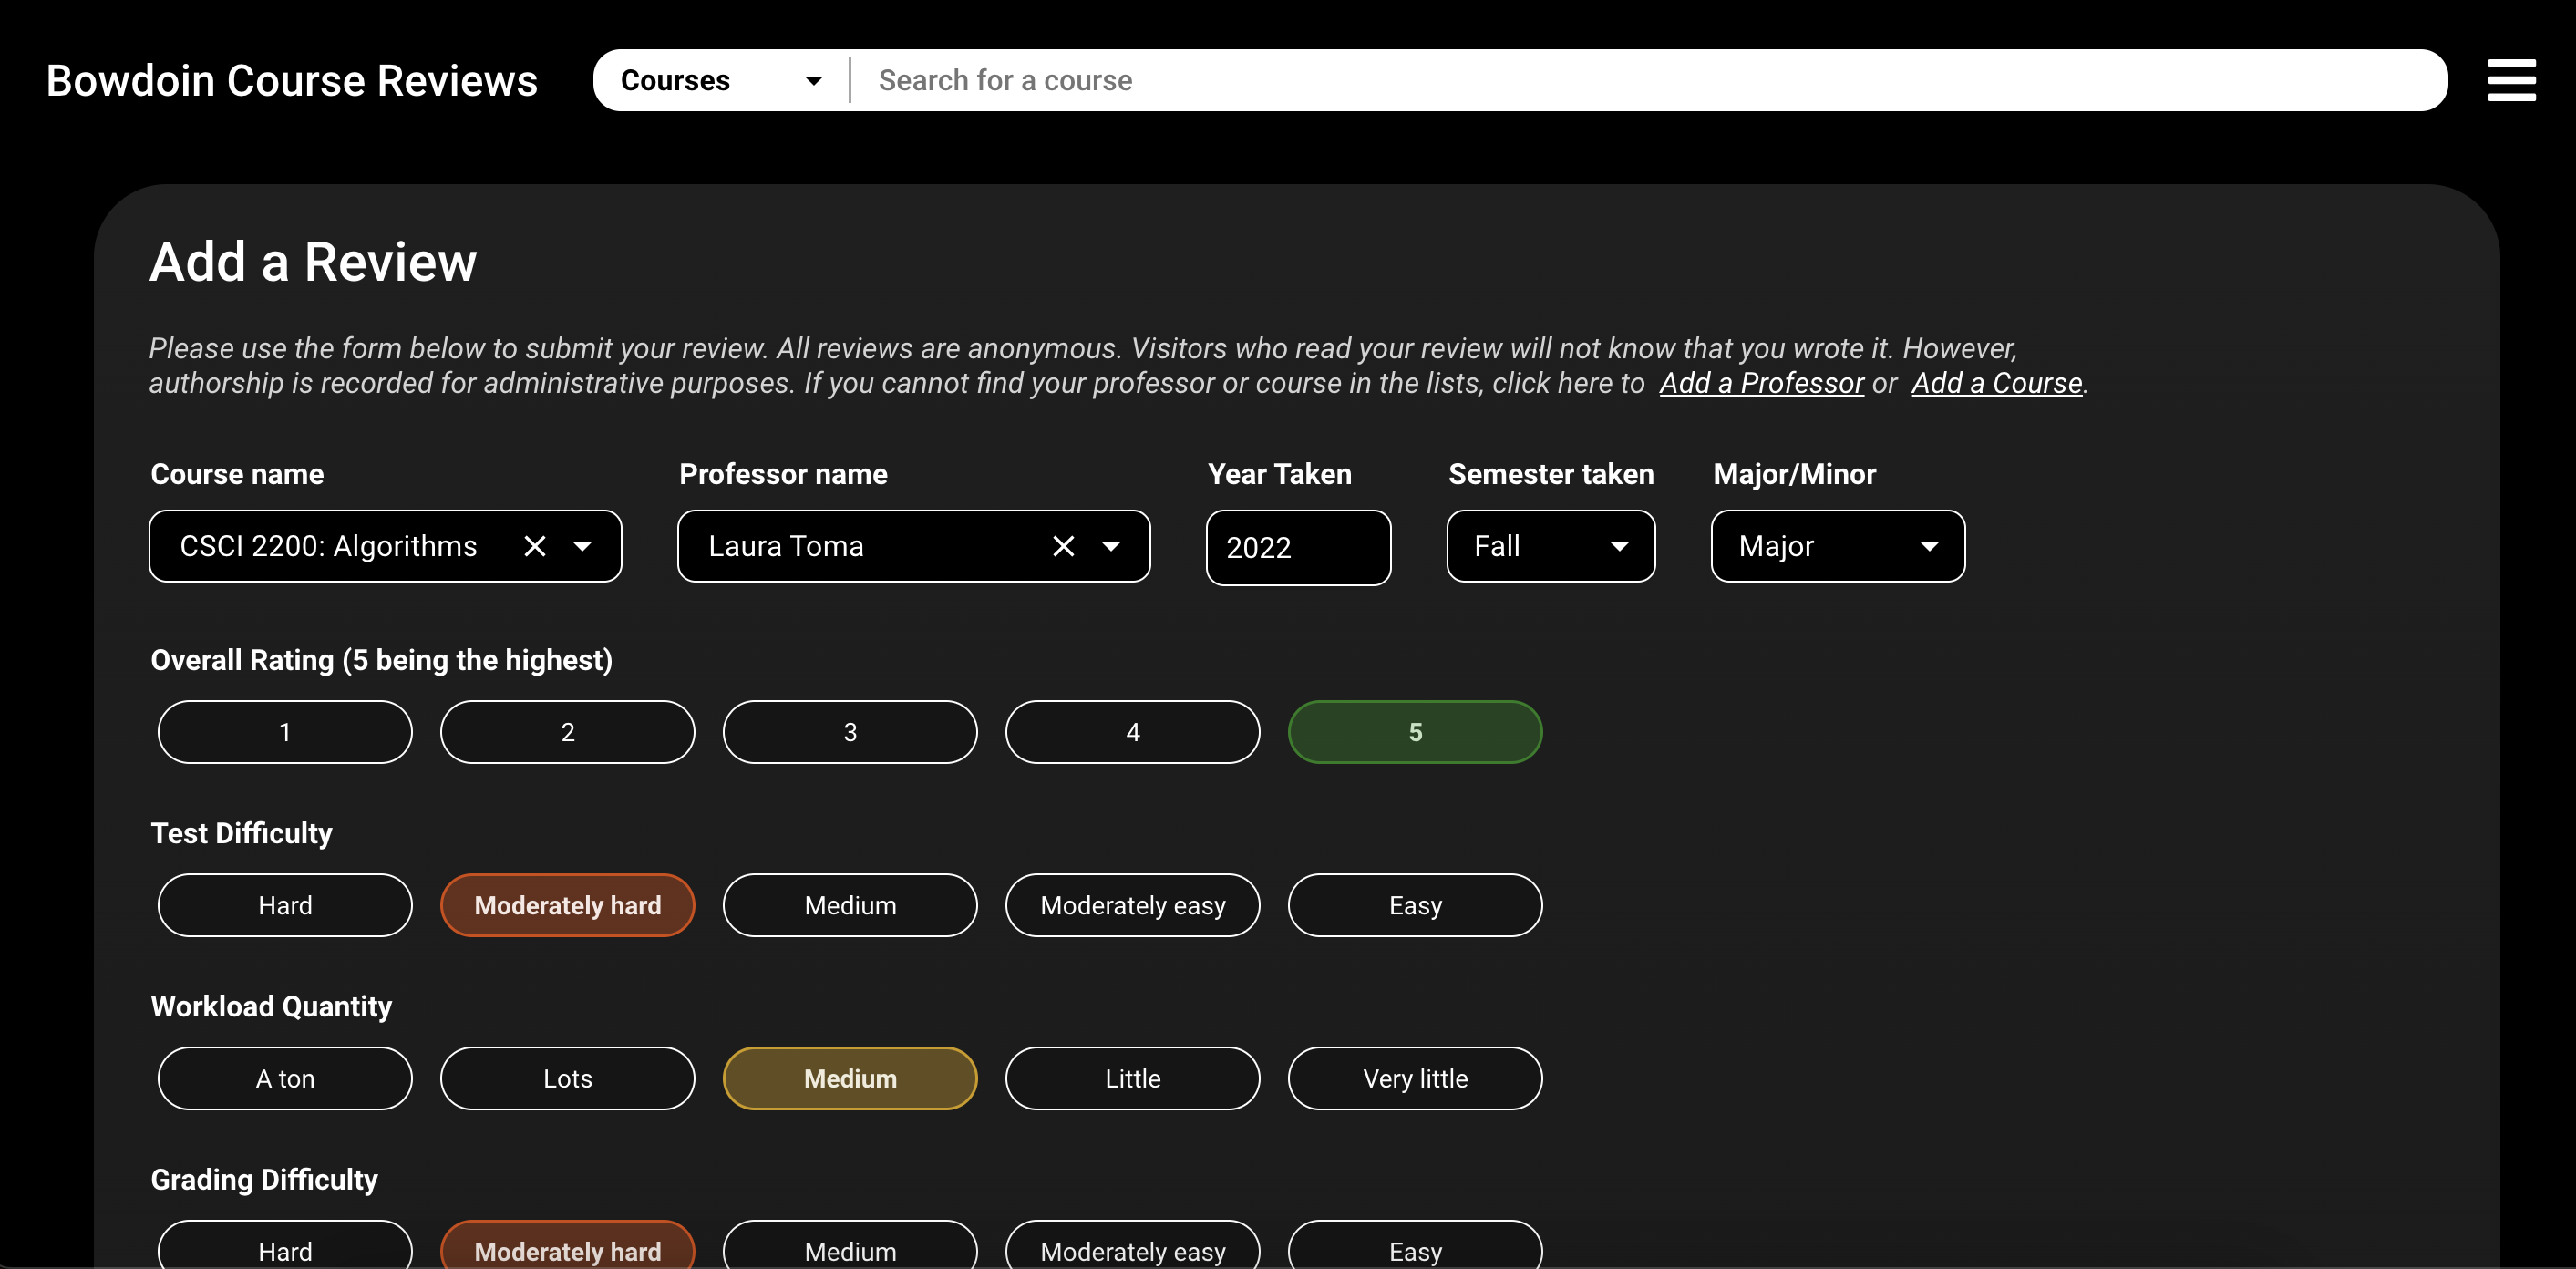 Bowdoin Course Reviews
Courses
Search for a course
Add a Review
Please use the form below to submit your review. All reviews are anonymous. Visitors who read your review will not know that you wrote it. However,
authorship is recorded for administrative purposes. If you cannot find your professor or course in the lists, click here to Add a Professor or Add a Course.
Course name Professor name Year Taken Semester taken Major/Minor
CSCI 2200: Algorithms Laura Toma 2022 Fall Major
Overall Rating (5 being the highest)
1 2 3 4 5
Test Difficulty
Hard Moderately hard Medium Moderately easy Easy
Workload Quantity
A ton Lots Medium Little Very little
Grading Difficulty
Hard Moderately hard Medium Moderately easy Easy